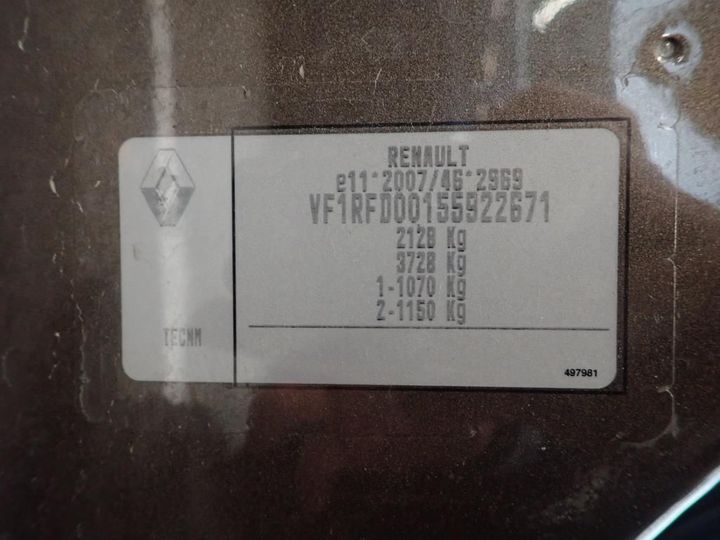 RENAULT
e11*2007/46*2969
VF1RFD00155922671
2128 Kg
3728 Kg
1-1070 Kg
2-1150 Kg
TECNM
497981